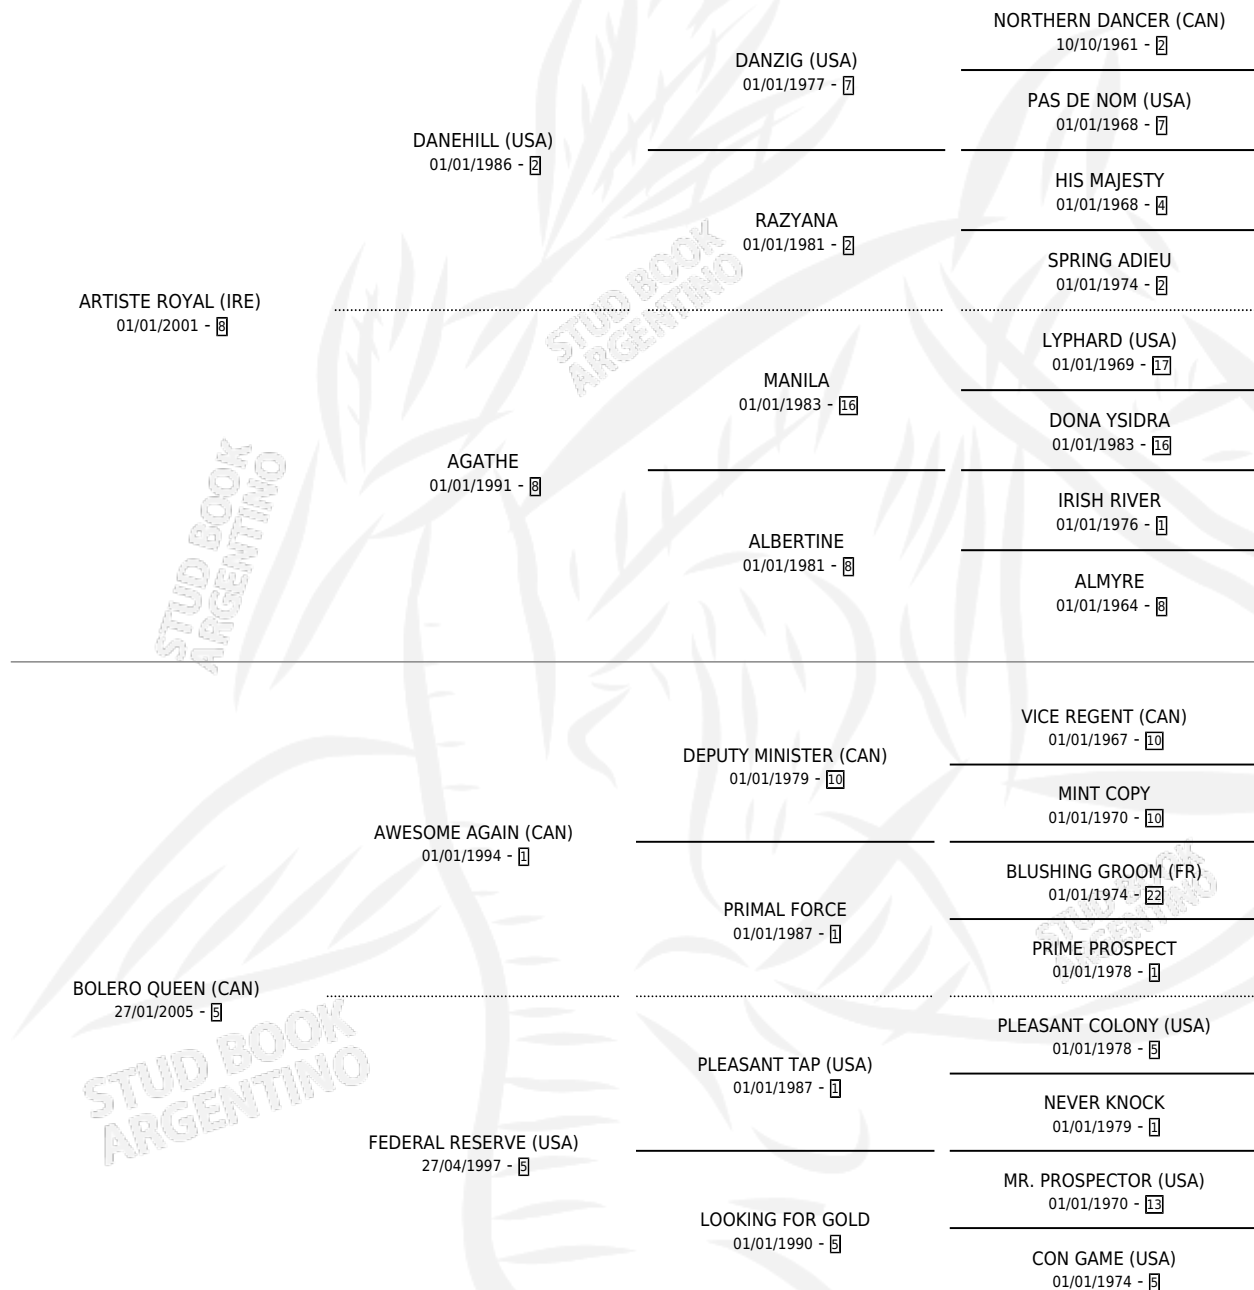 NORTHERN DANCER (CAN)
10/10/1961 - 2
DANZIG (USA)
01/01/1977 - 7
PAS DE NOM (USA)
01/01/1968 - 7
DANEHILL (USA)
01/01/1986 - 2
HIS MAJESTY
01/01/1968 - 4
RAZYANA
01/01/1981 - 2
SPRING ADIEU
01/01/1974 - 2
ARTISTE ROYAL (IRE)
01/01/2001 - 8
LYPHARD (USA)
01/01/1969 - 17
MANILA
01/01/1983 - 16
DONA YSIDRA
01/01/1983 - 16
AGATHE
01/01/1991 - 8
IRISH RIVER
01/01/1976 - 1
ALBERTINE
01/01/1981 - 8
ALMYRE
01/01/1964 - 8
STUD BOOK
ARGENTINO
STUD BOOK
ARGENTINO
VICE REGENT (CAN)
01/01/1967 - 10
DEPUTY MINISTER (CAN)
01/01/1979 - 10
MINT COPY
01/01/1970 - 10
AWESOME AGAIN (CAN)
01/01/1994 - 1
BLUSHING GROOM (FR)
01/01/1974 - 22
PRIMAL FORCE
01/01/1987 - 1
PRIME PROSPECT
01/01/1978 - 1
BOLERO QUEEN (CAN)
27/01/2005 - 5
PLEASANT COLONY (USA)
01/01/1978 - 5
PLEASANT TAP (USA)
01/01/1987 - 1
NEVER KNOCK
01/01/1979 - 1
FEDERAL RESERVE (USA)
27/04/1997 - 5
MR. PROSPECTOR (USA)
01/01/1970 - 13
LOOKING FOR GOLD
01/01/1990 - 5
CON GAME (USA)
01/01/1974 - 5
STUD BOOK
ARGENTINO
STUD BOOK
ARGENTINO